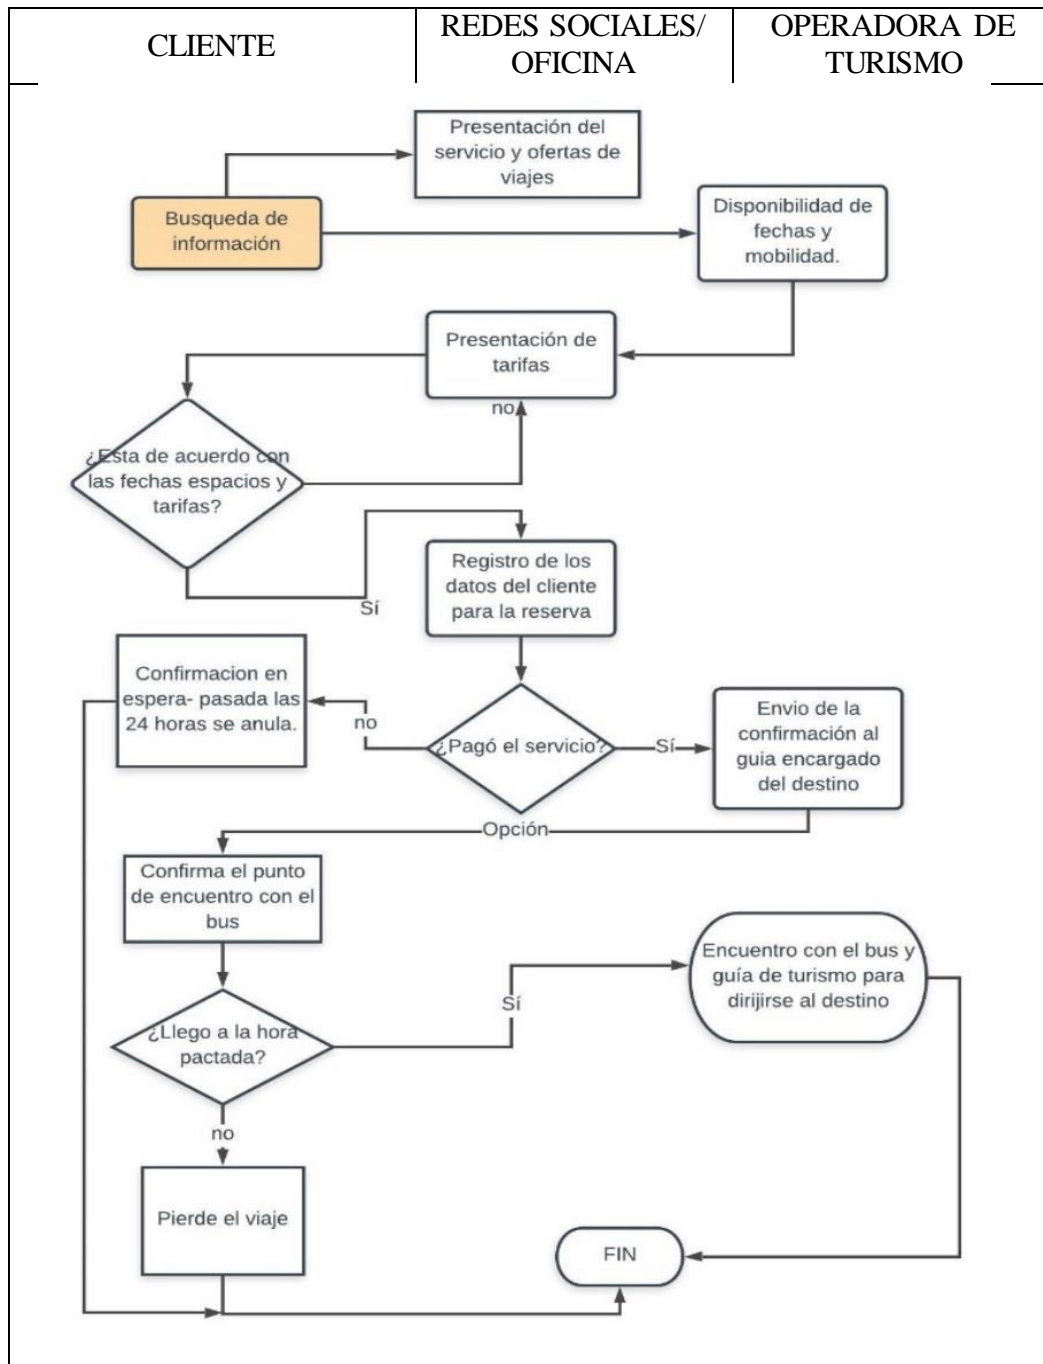 CLIENTE
REDES SOCIALES/
OFICINA
OPERADORA DE
TURISMO
Presentación del
servicio y ofertas de
viajes
Busqueda de
información
Disponibilidad de
fechas y
mobilidad.
Presentación de
tarifas
no
¿Esta de acuerdo con
las fechas espacios y
tarifas?
Sí
Registro de los
datos del cliente
para la reserva
Confirmacion en
espera- pasada las
24 horas se anula.
no
¿Pagó el servicio?
Sí
Envio de la
confirmación al
guia encargado
del destino
Opción
Confirma el punto
de encuentro con el
bus
Encuentro con el bus y
guía de turismo para
dirijirse al destino
Sí
¿Llego a la hora
pactada?
no
Pierde el viaje
FIN